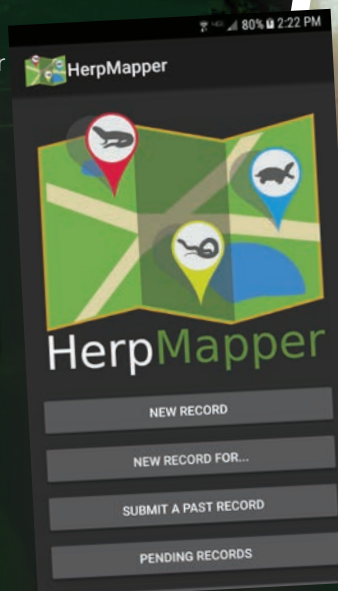 80% 2:22 PM
HerpMapper
HerpMapper
NEW RECORD
NEW RECORD FOR...
SUBMIT A PAST RECORD
PENDING RECORDS